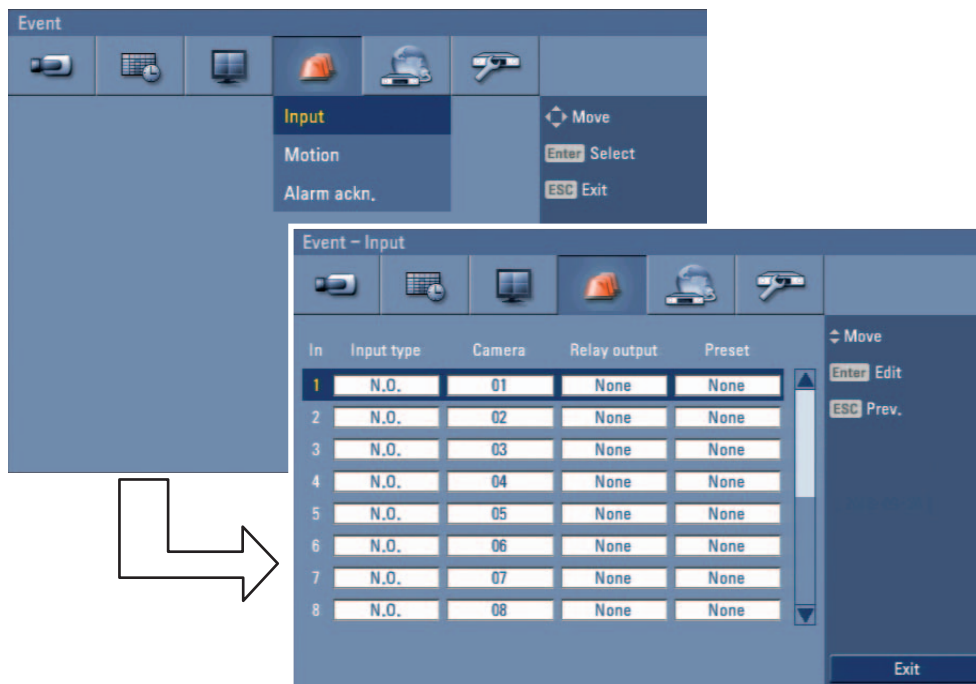 Event
Input
Motion
Alarm ackn.
Move
Enter Select
ESC Exit
Event – Input
In Input type Camera Relay output Preset
1 N.O. 01 None None
2 N.O. 02 None None
3 N.O. 03 None None
4 N.O. 04 None None
5 N.O. 05 None None
6 N.O. 06 None None
7 N.O. 07 None None
8 N.O. 08 None None
Move
Enter Edit
ESC Prev.
Exit